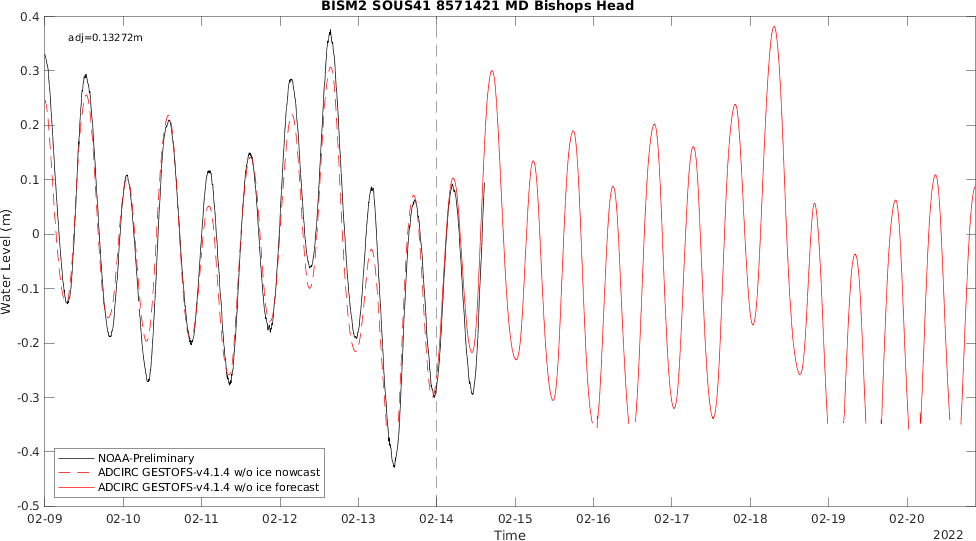 BISM2 SOUS41 8571421 MD Bishops Head
adj=0.13272m
0.4
0.3
0.2
0.1
0
-0.1
-0.2
-0.3
-0.4
-0.5
Water Level (m)
NOAA-Preliminary
ADCIRC GESTOFS-v4.1.4 w/o ice nowcast
ADCIRC GESTOFS-v4.1.4 w/o ice forecast
02-09 02-10 02-11 02-12 02-13 02-14 02-15 02-16 02-17 02-18 02-19 02-20
Time
2022